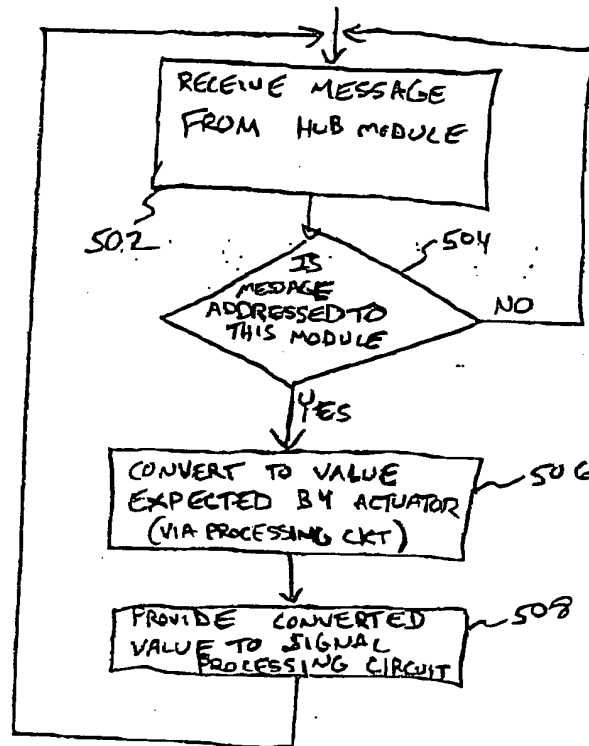 RECEIVE MESSAGE
FROM HUB MODULE
502
504
IS
MESSAGE
ADDRESSED TO
THIS MODULE
NO
YES
CONVERT TO VALUE
EXPECTED BY ACTUATOR
(VIA PROCESSING CKT)
506
PROVIDE CONVERTED
VALUE TO SIGNAL
PROCESSING CIRCUIT
508